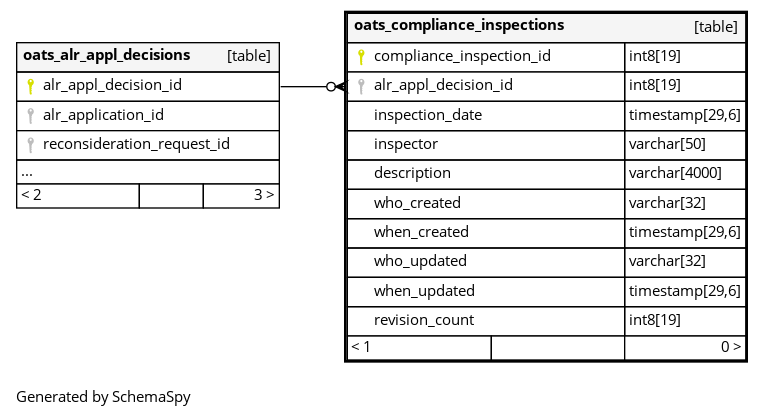 oats_alr_appl_decisions [table]
alr_appl_decision_id
alr_application_id
reconsideration_request_id
...
< 2 3 >
oats_compliance_inspections [table]
compliance_inspection_id int8[19]
alr_appl_decision_id int8[19]
inspection_date timestamp[29,6]
inspector varchar[50]
description varchar[4000]
who_created varchar[32]
when_created timestamp[29,6]
who_updated varchar[32]
when_updated timestamp[29,6]
revision_count int8[19]
< 1 0 >
Generated by SchemaSpy